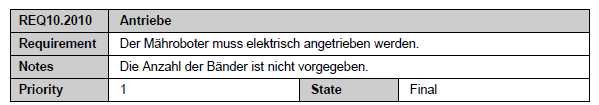 REQ10.2010 Antriebe
Requirement Der Mähroboter muss elektrisch angetrieben werden.
Notes Die Anzahl der Bänder ist nicht vorgegeben.
Priority 1 State Final